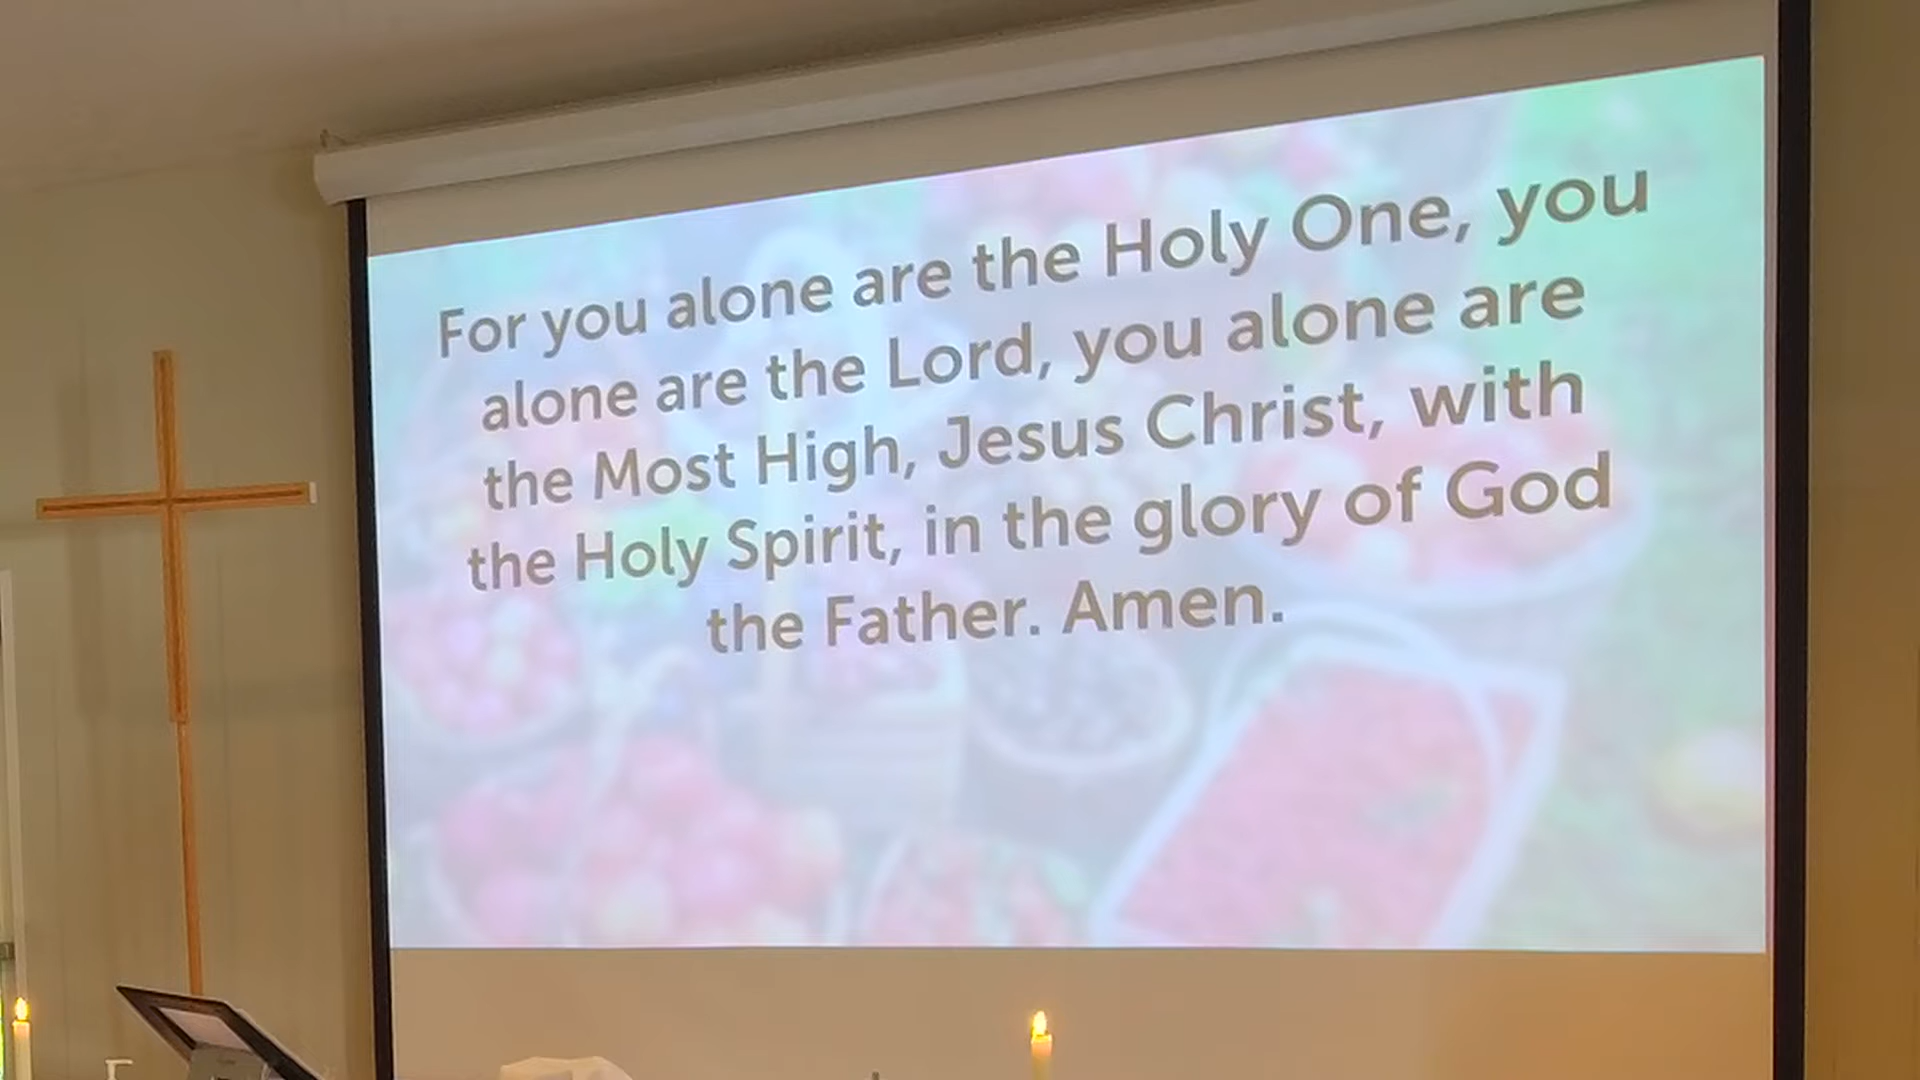 For you alone are the Holy One, you
alone are the Lord, you alone are
the Most High, Jesus Christ, with
the Holy Spirit, in the glory of God
the Father. Amen.